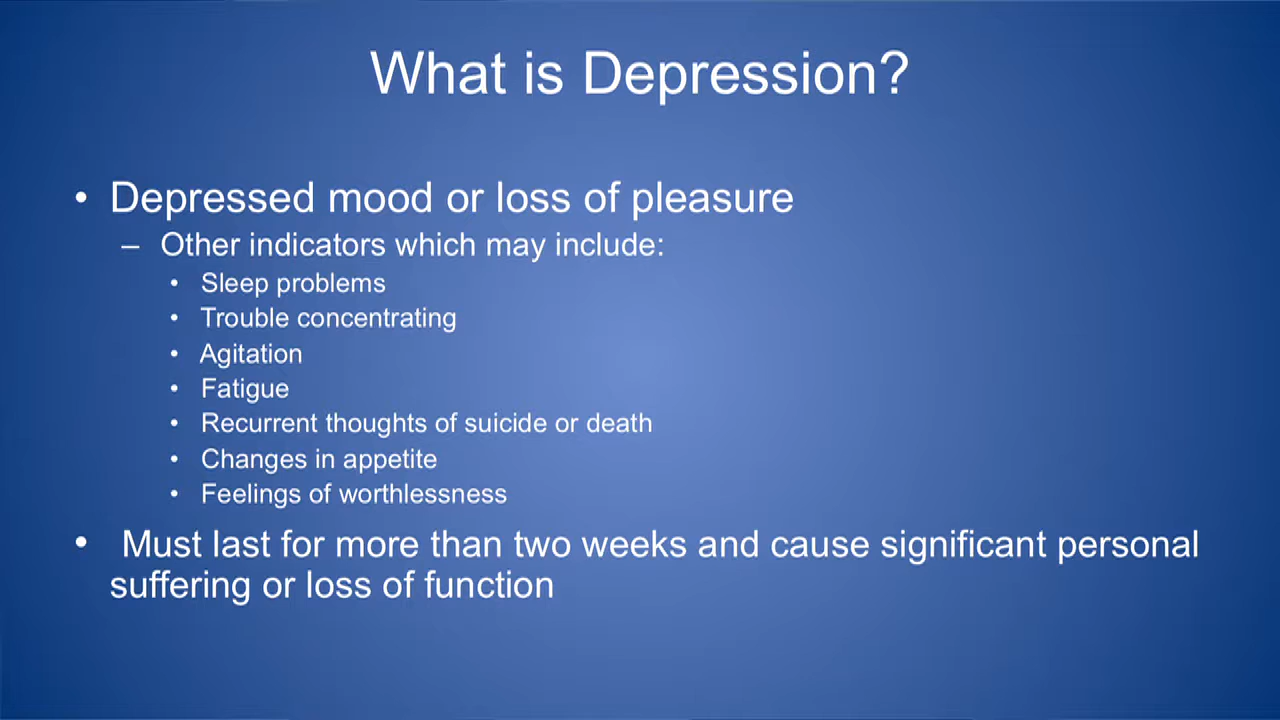 What is Depression?
• Depressed mood or loss of pleasure
– Other indicators which may include:
• Sleep problems
• Trouble concentrating
• Agitation
• Fatigue
• Recurrent thoughts of suicide or death
• Changes in appetite
• Feelings of worthlessness
• Must last for more than two weeks and cause significant personal
suffering or loss of function